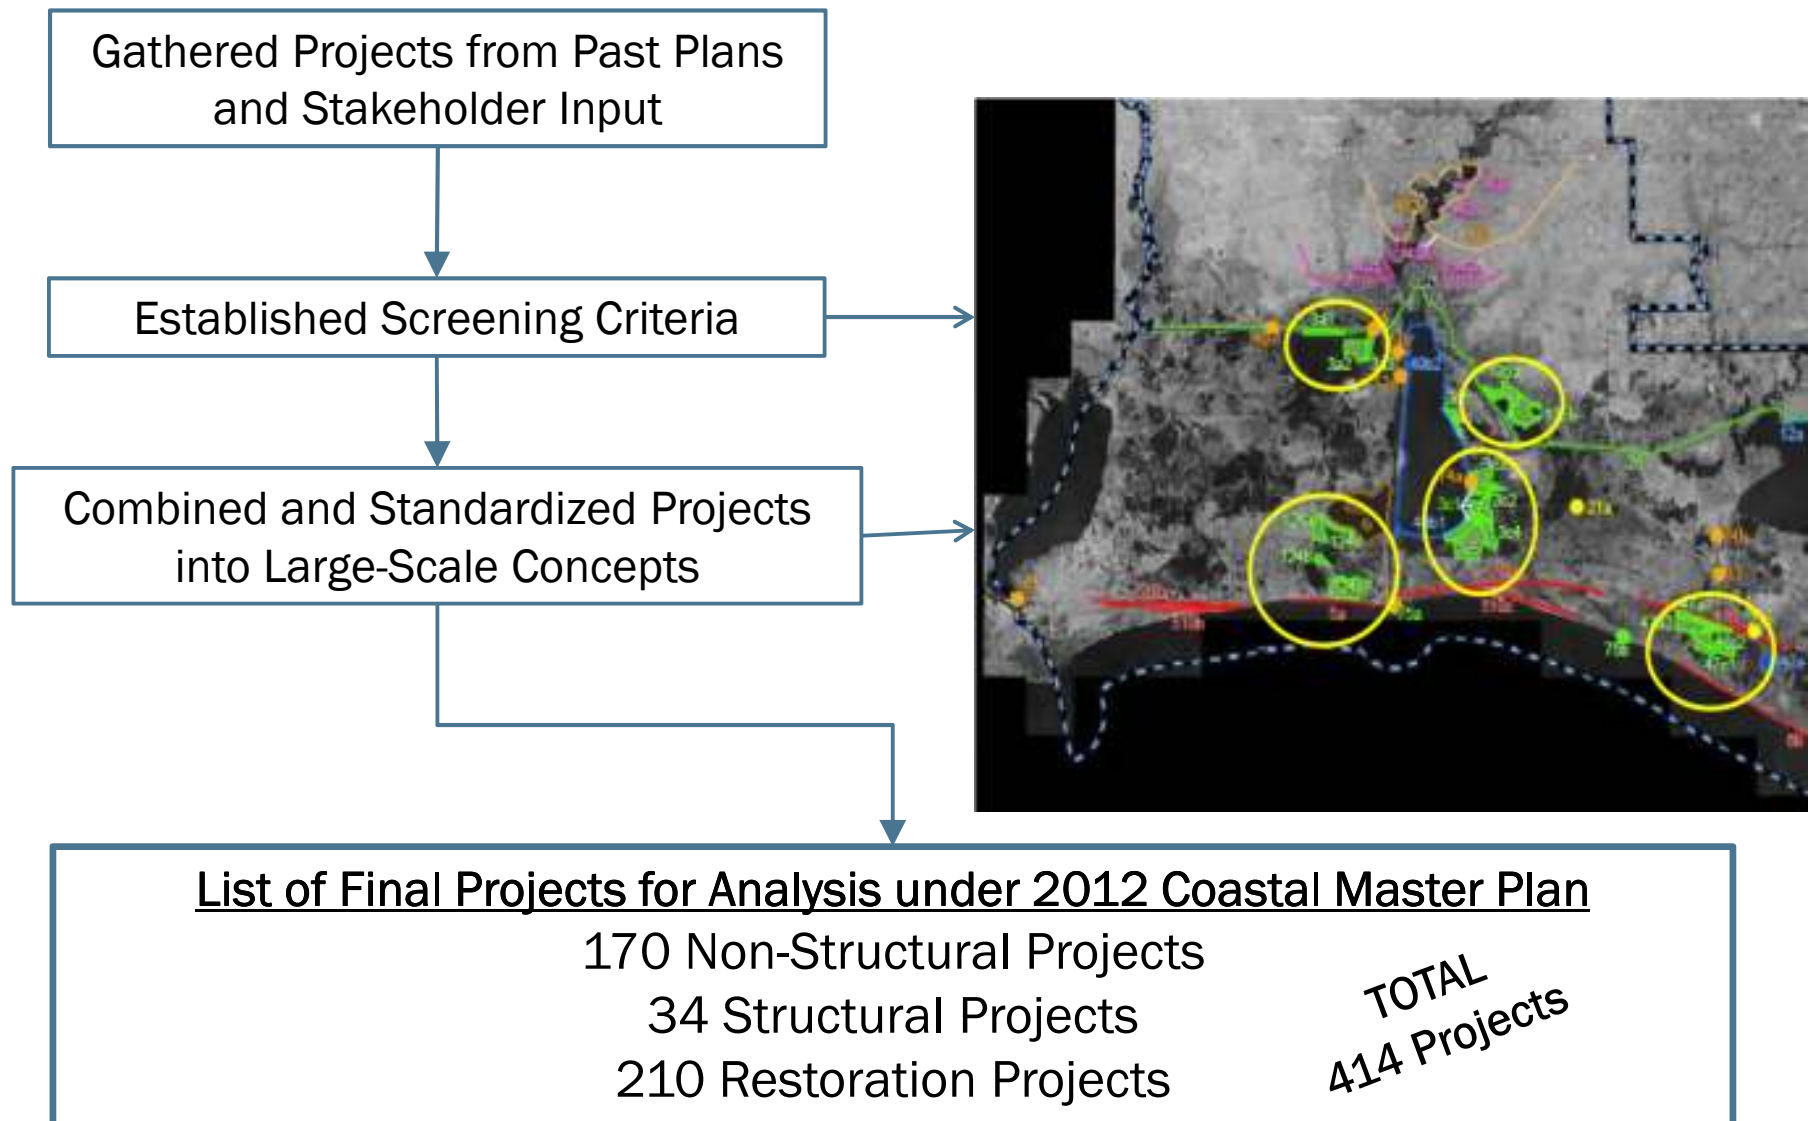 Gathered Projects from Past Plans
and Stakeholder Input
Established Screening Criteria
Combined and Standardized Projects
into Large-Scale Concepts
21a
List of Final Projects for Analysis under 2012 Coastal Master Plan
170 Non-Structural Projects
34 Structural Projects
210 Restoration Projects
TOTAL
414 Projects